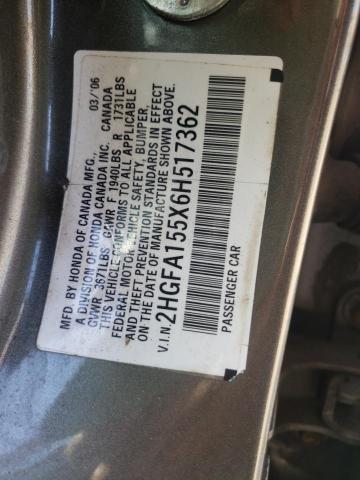 MFD BY HONDA OF CANADA MFG., 03/'06
A DIVISION OF HONDA CANADA INC. CANADA
GVWR 3671LBS GAWR F 1940LBS R 1731LBS
THIS VEHICLE CONFORMS TO ALL APPLICABLE
FEDERAL MOTOR VEHICLE SAFETY, BUMPER,
AND THEFT PREVENTION STANDARDS IN EFFECT
ON THE DATE OF MANUFACTURE SHOWN ABOVE.
V.I.N. 2HGFA155X6H517362
PASSENGER CAR